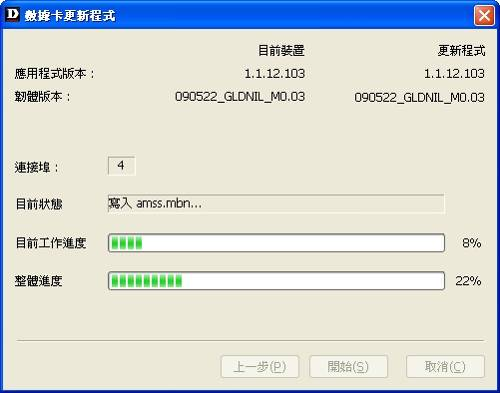 D 數據卡更新程式
目前裝置 更新程式
應用程式版本： 1.1.12.103 1.1.12.103
韌體版本： 090522_GLDNIL_M0.03 090522_GLDNIL_M0.03
連接埠： 4
目前狀態 寫入 amss.mbn...
目前工作進度 8%
整體進度 22%
上一步(P) 開始(S) 取消(C)